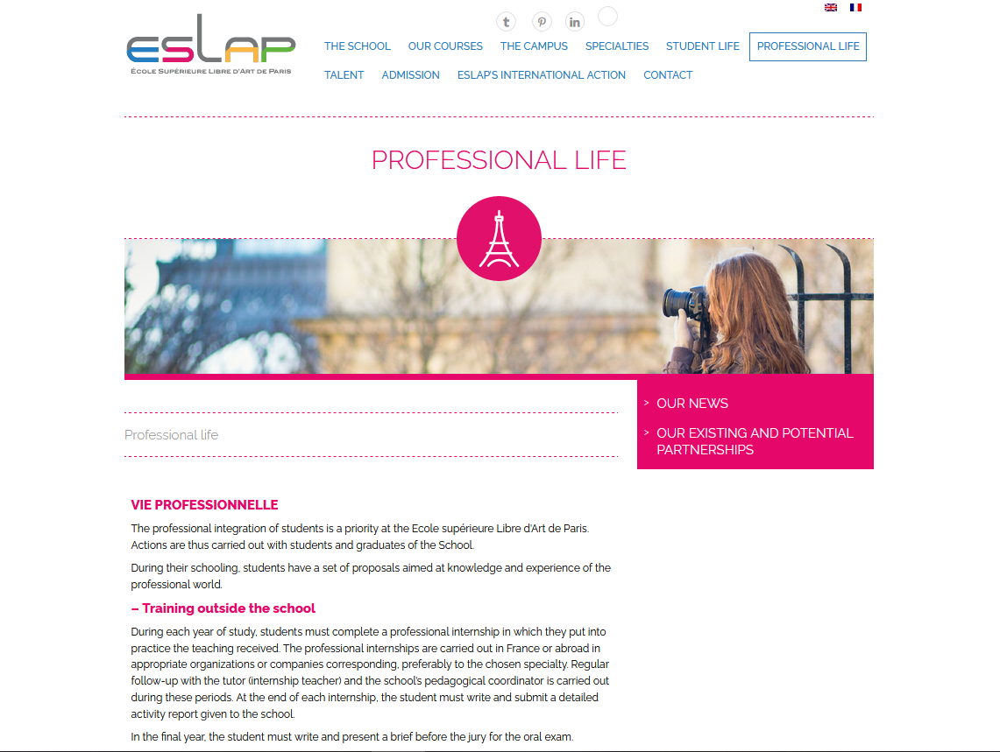 ESLAP
ÉCOLE SUPÉRIEURE LIBRE D'ART DE PARIS
THE SCHOOL OUR COURSES THE CAMPUS SPECIALTIES STUDENT LIFE PROFESSIONAL LIFE
TALENT ADMISSION ESLAP'S INTERNATIONAL ACTION CONTACT
PROFESSIONAL LIFE
> OUR NEWS
> OUR EXISTING AND POTENTIAL
PARTNERSHIPS
Professional life
VIE PROFESSIONNELLE
The professional integration of students is a priority at the Ecole supérieure Libre d'Art de Paris.
Actions are thus carried out with students and graduates of the School.
During their schooling, students have a set of proposals aimed at knowledge and experience of the
professional world.
– Training outside the school
During each year of study, students must complete a professional internship in which they put into
practice the teaching received. The professional internships are carried out in France or abroad in
appropriate organizations or companies corresponding, preferably to the chosen specialty. Regular
follow-up with the tutor (internship teacher) and the school's pedagogical coordinator is carried out
during these periods. At the end of each internship, the student must write and submit a detailed
activity report given to the school.
In the final year, the student must write and present a brief before the jury for the oral exam.